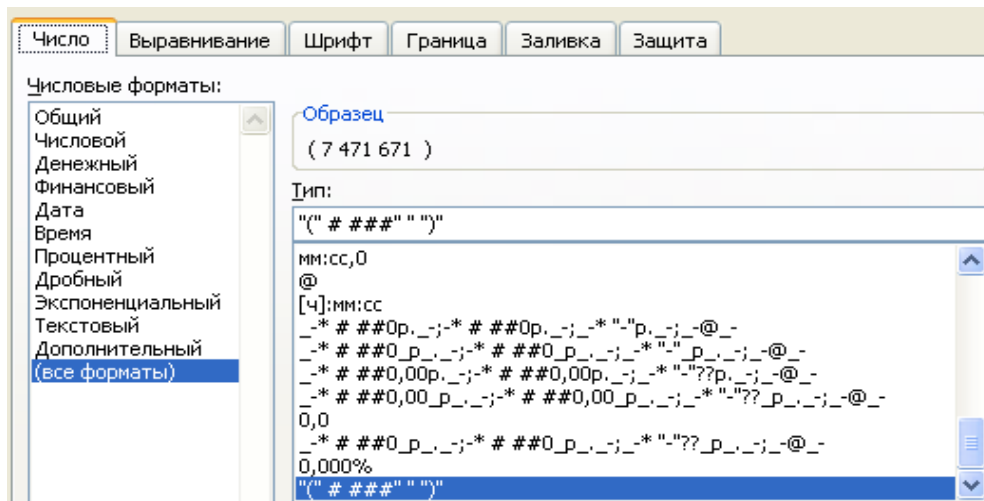 Число Выравнивание Шрифт Граница Заливка Защита
Числовые форматы:
Общий
Числовой
Денежный
Финансовый
Дата
Время
Процентный
Дробный
Экспоненциальный
Текстовый
Дополнительный
(все форматы)
Образец
( 7 471 671 )
Тип:
"(" # ###" " ")"
мм:сс,0
@
[ч]:мм:сс
_-* # ##0р._-;-* # ##0р._-;_-* "-"р._-;_-@_-
_-* # ##0_р_._-;-* # ##0_р_._-;_-* "-"_р_._-;_-@_-
_-* # ##0,00р._-;-* # ##0,00р._-;_-* "-"??р._-;_-@_-
_-* # ##0,00_р_._-;-* # ##0,00_р_._-;_-* "-"??_р_._-;_-@_-
0,0
_-* # ##0_р_._-;-* # ##0_р_._-;_-* "-"??_р_._-;_-@_-
0,000%
"(" # ###" " ")"